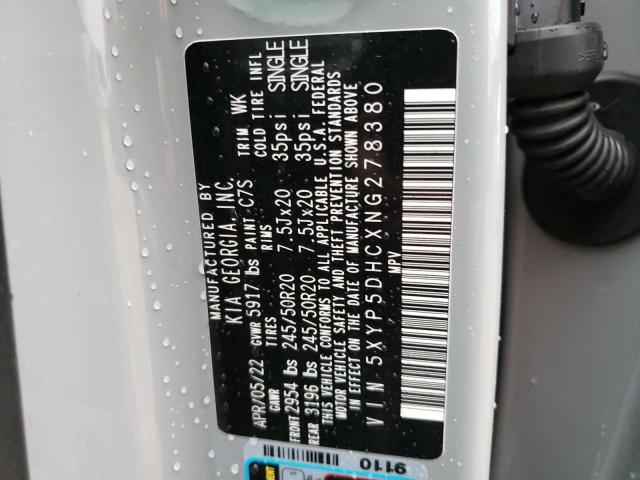 MANUFACTURED BY
KIA GEORGIA, INC.
APR/05/22 GVWR 5917 lbs PAINT C7S TRIM WK
GAWR TIRES RIMS COLD TIRE INFL
FRONT 2954 lbs 245/50R20 7.5Jx20 35psi SINGLE
REAR 3196 lbs 245/50R20 7.5Jx20 35psi SINGLE
THIS VEHICLE CONFORMS TO ALL APPLICABLE U.S.A. FEDERAL
MOTOR VEHICLE SAFETY AND THEFT PREVENTION STANDARDS
IN EFFECT ON THE DATE OF MANUFACTURE SHOWN ABOVE
VIN 5XYP5DHCXNG278380
MPV
9110